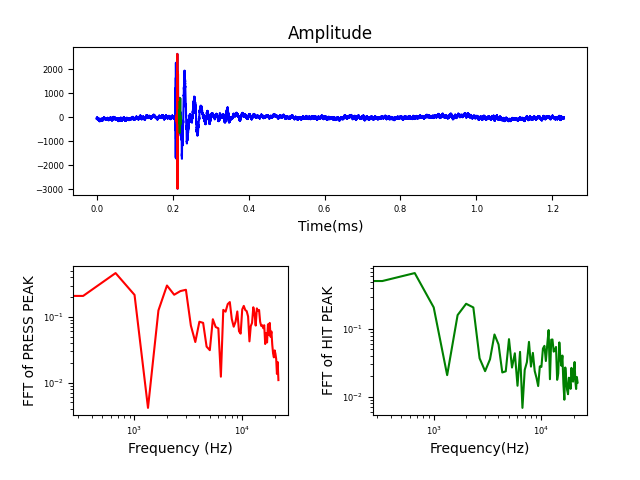 Amplitude
2000
1000
0
−1000
−2000
−3000
0.0 0.2 0.4 0.6 0.8 1.0 1.2
Time(ms)
FFT of PRESS PEAK
10⁻¹
10⁻²
10³ 10⁴
Frequency (Hz)
FFT of HIT PEAK
10⁻¹
10⁻²
10³ 10⁴
Frequency(Hz)